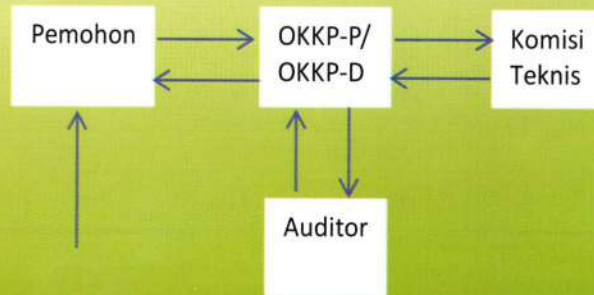 Pemohon
OKKP-P/
OKKP-D
Komisi
Teknis
Auditor